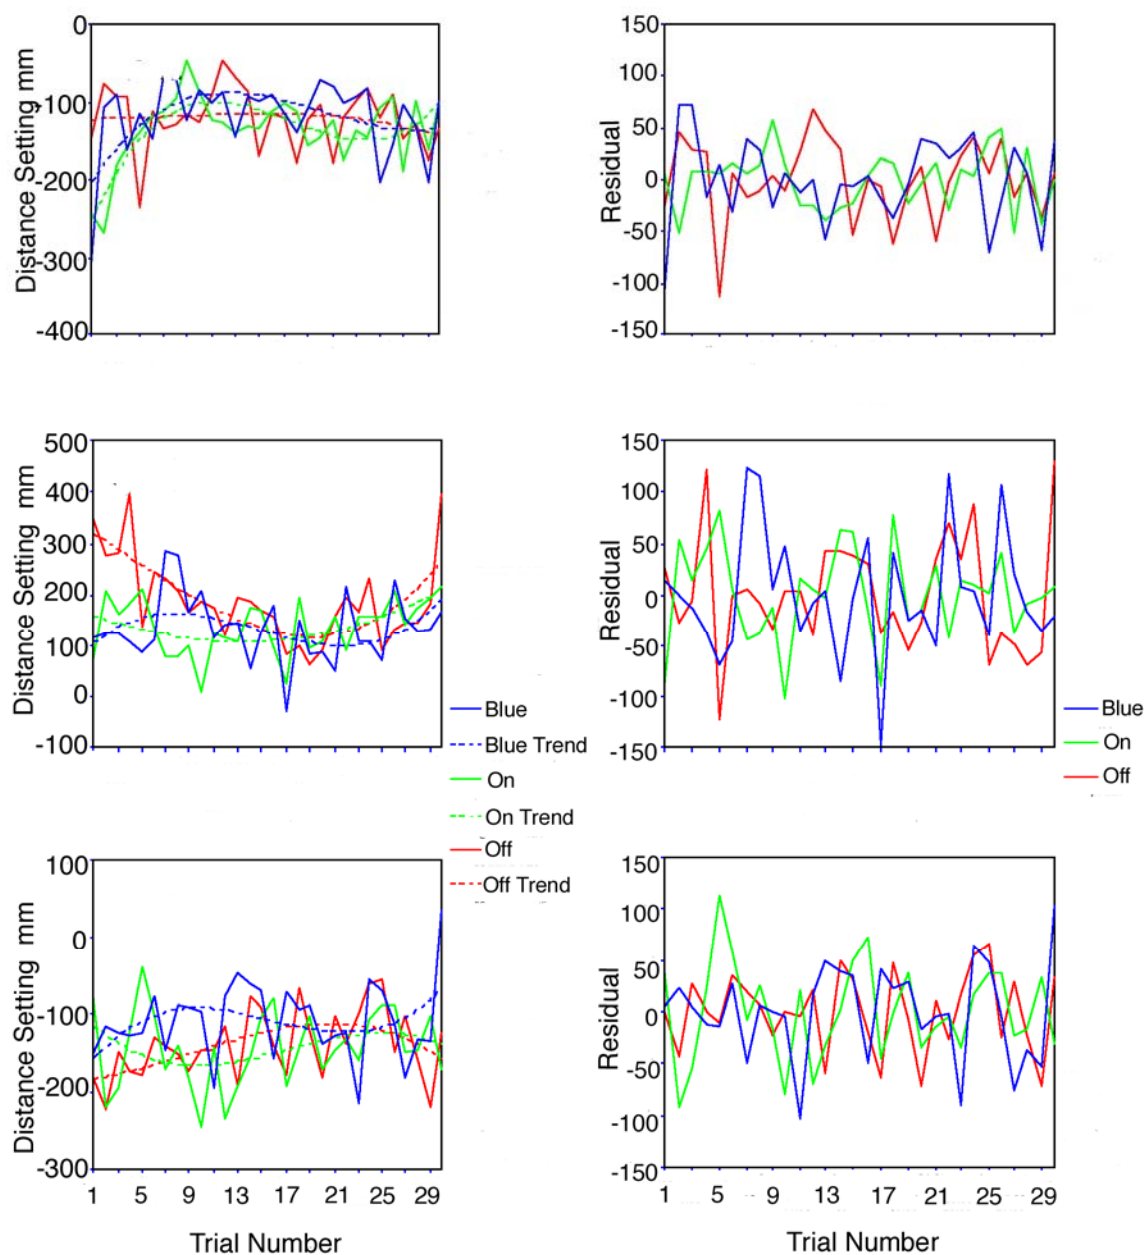 0
-100
-200
-300
-400
Distance Setting mm
150
100
50
0
-50
-100
-150
Residual
500
400
300
200
100
0
-100
Distance Setting mm
Blue
Blue Trend
On
On Trend
Off
Off Trend
150
100
50
0
-50
-100
-150
Residual
Blue
On
Off
100
0
-100
-200
-300
Distance Setting mm
1 5 9 13 17 21 25 29
Trial Number
150
100
50
0
-50
-100
-150
Residual
1 5 9 13 17 21 25 29
Trial Number